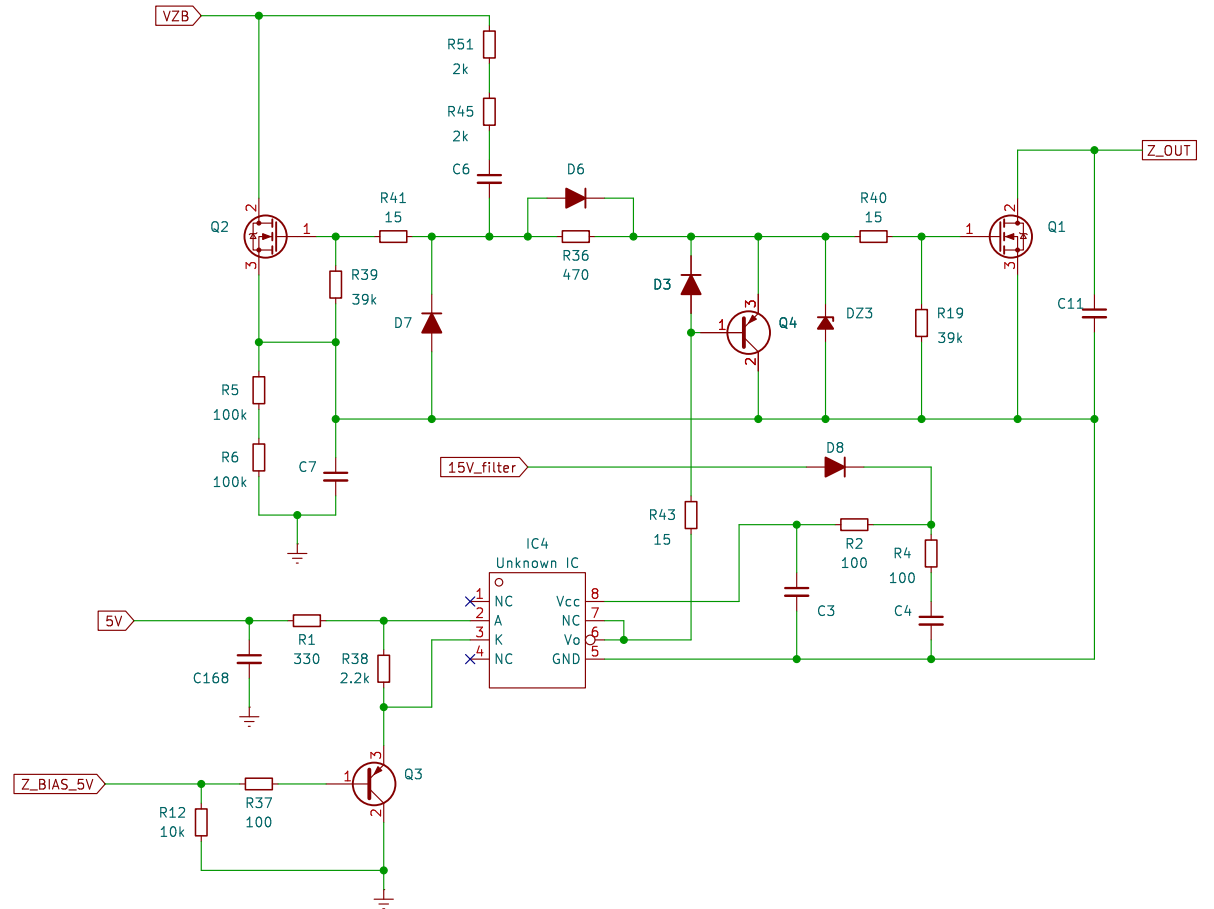 VZB
R51
2k
R45
2k
C6
D6
Z_OUT
R41
15
R40
15
Q2
2
1
3
R36
470
1
2
3
Q1
R39
39k
D3
D7
3
1
2
Q4
DZ3
R19
39k
C11
R5
100k
R6
100k
C7
15V_filter
D8
R43
15
R2
100
R4
100
IC4
Unknown IC
C3
C4
1 NC
2 A
3 K
4 NC
Vcc 8
NC 7
Vo 6
GND 5
5V
R1
330
R38
2.2k
C168
Z_BIAS_5V
R12
10k
R37
100
3
1
2
Q3